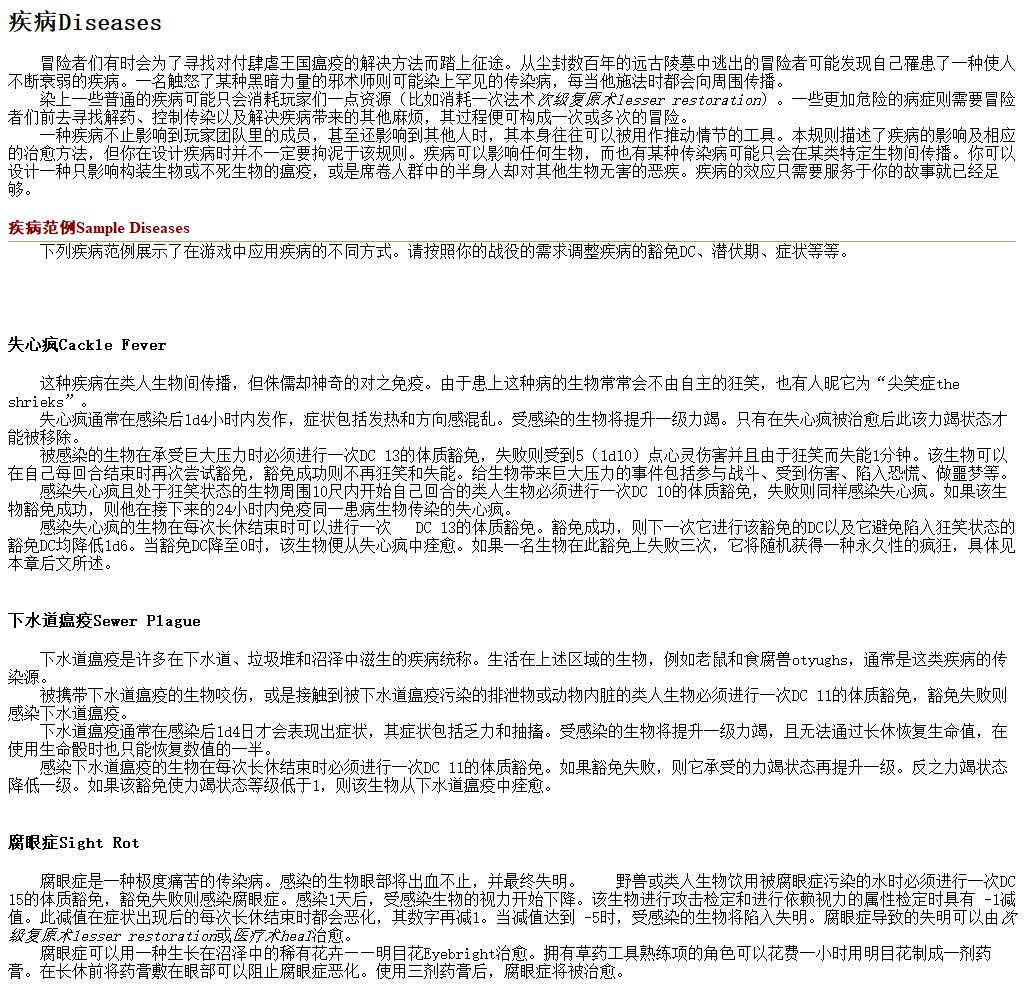 疾病Diseases
冒险者们有时会为了寻找对付肆虐王国瘟疫的解决方法而踏上征途。从尘封数百年的远古陵墓中逃出的冒险者可能发现自己罹患了一种使人
不断衰弱的疾病。一名触怒了某种黑暗力量的邪术师则可能染上罕见的传染病，每当他施法时都会向周围传播。
染上一些普通的疾病可能只会消耗玩家们一点资源（比如消耗一次法术次级复原术lesser restoration）。一些更加危险的病症则需要冒险
者们前去寻找解药、控制传染以及解决疾病带来的其他麻烦，其过程便可构成一次或多次的冒险。
一种疾病不止影响到玩家团队里的成员，甚至还影响到其他人时，其本身往往可以被用作推动情节的工具。本规则描述了疾病的影响及相应
的治愈方法，但你在设计疾病时并不一定要拘泥于该规则。疾病可以影响任何生物，而也有某种传染病可能只会在某类特定生物间传播。你可以
设计一种只影响构装生物或不死生物的瘟疫，或是席卷人群中的半身人却对其他生物无害的恶疾。疾病的效应只需要服务于你的故事就已经足
够。
疾病范例Sample Diseases
下列疾病范例展示了在游戏中应用疾病的不同方式。请按照你的战役的需求调整疾病的豁免DC、潜伏期、症状等等。
失心疯Cackle Fever
这种疾病在类人生物间传播，但侏儒却神奇的对之免疫。由于患上这种病的生物常常会不由自主的狂笑，也有人昵它为“尖笑症the
shrieks”。
失心疯通常在感染后1d4小时内发作，症状包括发热和方向感混乱。受感染的生物将提升一级力竭。只有在失心疯被治愈后此该力竭状态才
能被移除。
被感染的生物在承受巨大压力时必须进行一次DC 13的体质豁免，失败则受到5（1d10）点心灵伤害并且由于狂笑而失能1分钟。该生物可以
在自己每回合结束时再次尝试豁免，豁免成功则不再狂笑和失能。给生物带来巨大压力的事件包括参与战斗、受到伤害、陷入恐慌、做噩梦等。
感染失心疯且处于狂笑状态的生物周围10尺内开始自己回合的类人生物必须进行一次DC 10的体质豁免，失败则同样感染失心疯。如果该生
物豁免成功，则他在接下来的24小时内免疫同一患病生物传染的失心疯。
感染失心疯的生物在每次长休结束时可以进行一次 DC 13的体质豁免。豁免成功，则下一次它进行该豁免的DC以及它避免陷入狂笑状态的
豁免DC均降低1d6。当豁免DC降至0时，该生物便从失心疯中痊愈。如果一名生物在此豁免上失败三次，它将随机获得一种永久性的疯狂，具体见
本章后文所述。
下水道瘟疫Sewer Plague
下水道瘟疫是许多在下水道、垃圾堆和沼泽中滋生的疾病统称。生活在上述区域的生物，例如老鼠和食腐兽otyughs，通常是这类疾病的传
染源。
被携带下水道瘟疫的生物咬伤，或是接触到被下水道瘟疫污染的排泄物或动物内脏的类人生物必须进行一次DC 11的体质豁免，豁免失败则
感染下水道瘟疫。
下水道瘟疫通常在感染后1d4日才会表现出症状，其症状包括乏力和抽搐。受感染的生物将提升一级力竭，且无法通过长休恢复生命值，在
使用生命骰时也只能恢复数值的一半。
感染下水道瘟疫的生物在每次长休结束时必须进行一次DC 11的体质豁免。如果豁免失败，则它承受的力竭状态再提升一级。反之力竭状态
降低一级。如果该豁免使力竭状态等级低于1，则该生物从下水道瘟疫中痊愈。
腐眼症Sight Rot
腐眼症是一种极度痛苦的传染病。感染的生物眼部将出血不止，并最终失明。 野兽或类人生物饮用被腐眼症污染的水时必须进行一次DC
15的体质豁免，豁免失败则感染腐眼症。感染1天后，受感染生物的视力开始下降。该生物进行攻击检定和进行依赖视力的属性检定时具有 -1减
值。此减值在症状出现后的每次长休结束时都会恶化，其数字再减1。当减值达到 -5时，受感染的生物将陷入失明。腐眼症导致的失明可以由次
级复原术lesser restoration或医疗术heal治愈。
腐眼症可以用一种生长在沼泽中的稀有花卉——明目花Eyebright治愈。拥有草药工具熟练项的角色可以花费一小时用明目花制成一剂药
膏。在长休前将药膏敷在眼部可以阻止腐眼症恶化。使用三剂药膏后，腐眼症将被治愈。